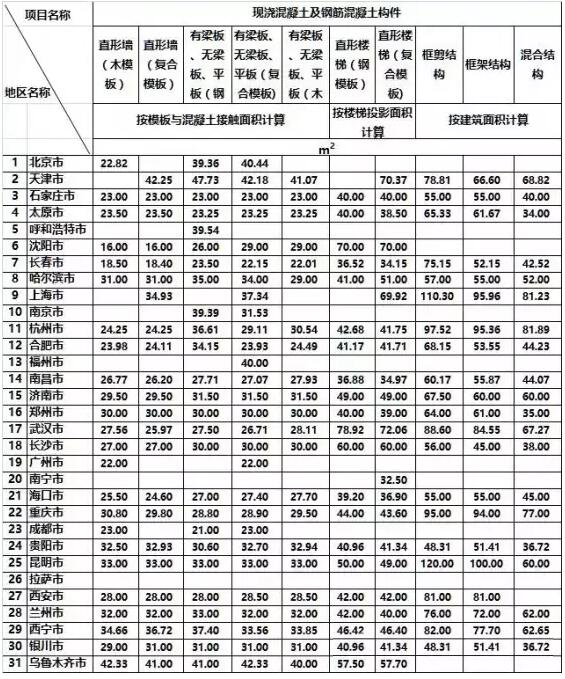 项目名称 现浇混凝土及钢筋混凝土构件
地区名称 直形墙（木模板） 直形墙（复合模板） 有梁板、无梁板、平板（钢 有梁板、无梁板、平板（复合模板） 有梁板、无梁板、平板（木 直形楼梯（钢模板） 直形楼梯（复合模板） 框剪结构 框架结构 混合结构
按模板与混凝土接触面积计算 按楼梯投影面积计算 按建筑面积计算
m²
1 北京市 22.82 39.36 40.44
2 天津市 42.25 47.73 42.18 41.07 70.37 78.81 66.60 68.82
3 石家庄市 23.00 23.00 23.00 23.00 23.00 40.00 40.00 55.00 55.00 40.00
4 太原市 23.50 23.50 23.25 23.25 23.25 40.00 38.50 65.33 61.67 34.00
5 呼和浩特市 39.54
6 沈阳市 16.00 16.00 26.00 29.00 29.00 70.00 70.00
7 长春市 18.50 18.40 23.50 22.15 22.01 36.52 34.15 75.15 52.15 42.52
8 哈尔滨市 31.00 31.00 35.00 34.00 29.00 41.00 51.00 57.00 55.00 52.00
9 上海市 34.93 37.34 69.92 110.30 95.96 81.23
10 南京市 39.39 31.53
11 杭州市 24.25 24.25 36.61 29.11 30.54 42.68 41.75 97.52 95.36 81.89
12 合肥市 23.98 24.11 34.15 23.93 24.49 41.17 41.71 68.15 53.55 44.23
13 福州市 40.00
14 南昌市 26.77 26.20 27.71 27.07 27.93 36.88 34.97 60.17 55.87 44.07
15 济南市 29.50 29.50 31.50 31.50 31.50 49.00 49.00 67.50 60.00 60.00
16 郑州市 30.00 30.00 30.00 30.00 30.00 40.00 39.00 64.00 61.00 35.00
17 武汉市 27.56 25.97 27.50 26.71 28.11 78.92 72.06 88.60 84.55 67.27
18 长沙市 27.00 27.00 30.00 30.00 30.00 60.00 60.00 56.00 45.00 38.00
19 广州市 22.00 22.00
20 南宁市 32.50
21 海口市 25.50 24.60 27.00 27.40 27.70 39.20 36.90 55.00 55.00 45.00
22 重庆市 30.80 29.80 28.80 28.90 29.50 44.00 43.60 95.00 94.00 77.00
23 成都市 23.00 21.00 23.00
24 贵阳市 32.50 32.93 30.60 32.70 32.94 40.96 41.34 48.31 51.41 36.72
25 昆明市 33.00 33.00 33.00 33.00 33.00 50.00 49.00 120.00 100.00 60.00
26 拉萨市
27 西安市 28.00 28.00 28.00 28.50 28.50 42.00 42.00 81.00 81.00
28 兰州市 32.00 32.00 33.00 32.00 32.00 42.00 40.00 76.00 72.00 62.00
29 西宁市 34.66 36.72 37.40 33.56 33.85 46.42 46.40 82.00 77.70 62.65
30 银川市 29.00 31.00 31.00 31.00 31.00 40.96 41.34 48.31 51.41 36.72
31 乌鲁木齐市 42.33 41.00 41.00 42.33 40.00 57.50 57.70